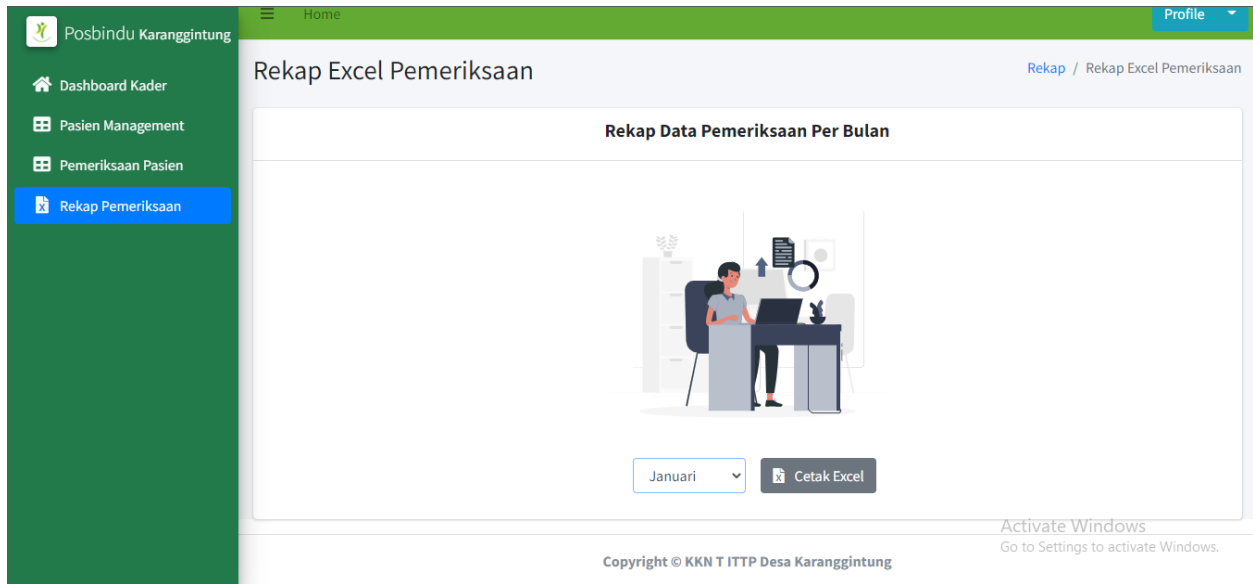 Posbindu Karanggintung
Home
Profile
Dashboard Kader
Pasien Management
Pemeriksaan Pasien
Rekap Pemeriksaan
Rekap Excel Pemeriksaan
Rekap / Rekap Excel Pemeriksaan
Rekap Data Pemeriksaan Per Bulan
Januari
Cetak Excel
Activate Windows
Go to Settings to activate Windows.
Copyright © KKN T ITTP Desa Karanggintung